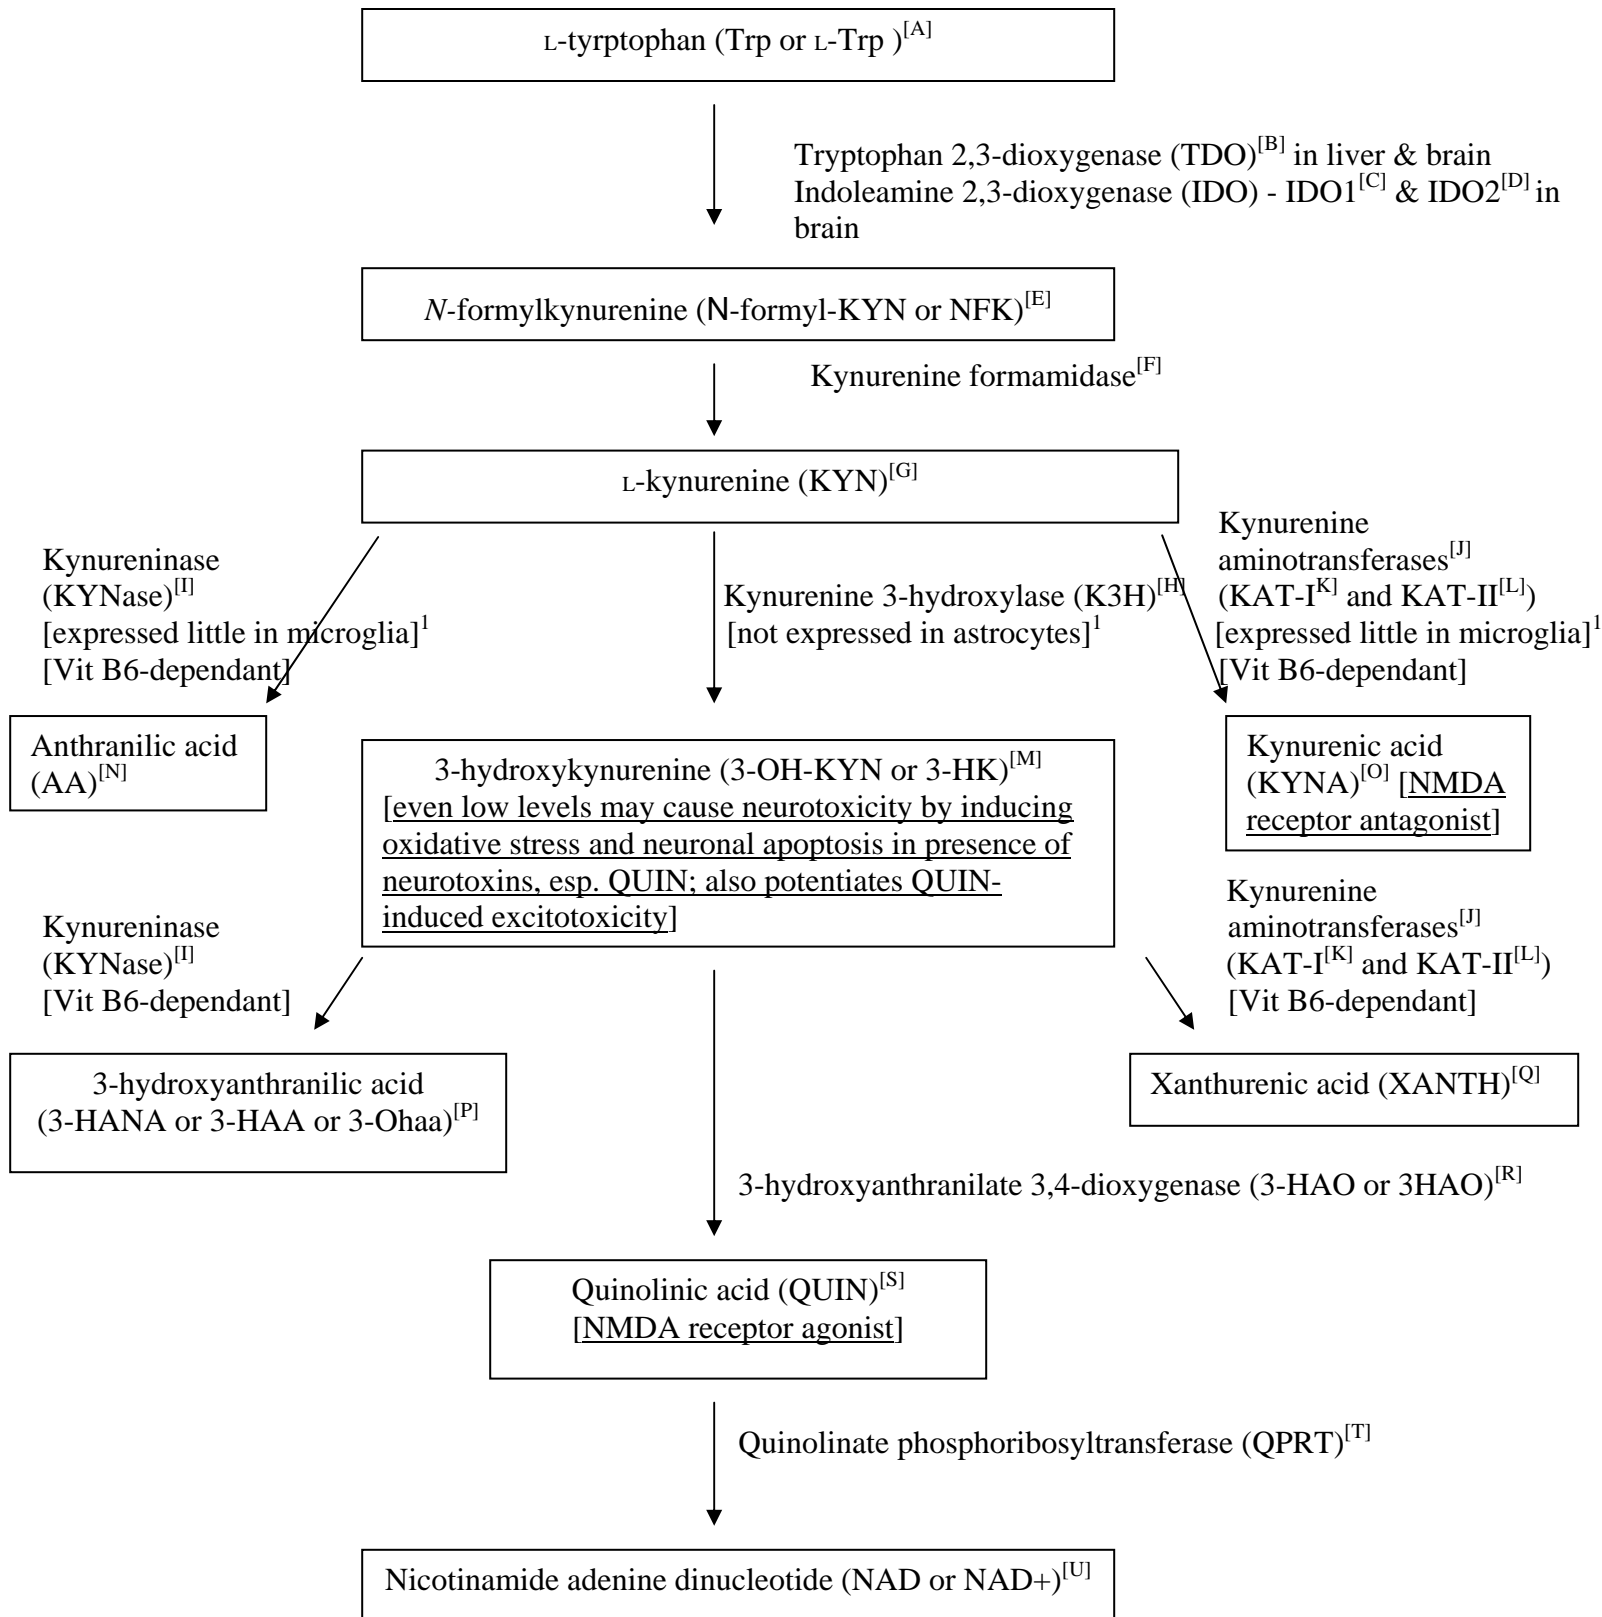 L-tyrptophan (Trp or L-Trp )[A]
Tryptophan 2,3-dioxygenase (TDO)[B] in liver & brain
Indoleamine 2,3-dioxygenase (IDO) - IDO1[C] & IDO2[D] in
brain
N-formylkynurenine (N-formyl-KYN or NFK)[E]
Kynurenine formamidase[F]
L-kynurenine (KYN)[G]
Kynureninase
(KYNase)[I]
[expressed little in microglia]1
[Vit B6-dependant]
Kynurenine 3-hydroxylase (K3H)[H]
[not expressed in astrocytes]1
Kynurenine
aminotransferases[J]
(KAT-I[K] and KAT-II[L])
[expressed little in microglia]1
[Vit B6-dependant]
Anthranilic acid
(AA)[N]
3-hydroxykynurenine (3-OH-KYN or 3-HK)[M]
[even low levels may cause neurotoxicity by inducing
oxidative stress and neuronal apoptosis in presence of
neurotoxins, esp. QUIN; also potentiates QUIN-
induced excitotoxicity]
Kynurenic acid
(KYNA)[O] [NMDA
receptor antagonist]
Kynureninase
(KYNase)[I]
[Vit B6-dependant]
Kynurenine
aminotransferases[J]
(KAT-I[K] and KAT-II[L])
[Vit B6-dependant]
3-hydroxyanthranilic acid
(3-HANA or 3-HAA or 3-Ohaa)[P]
Xanthurenic acid (XANTH)[Q]
3-hydroxyanthranilate 3,4-dioxygenase (3-HAO or 3HAO)[R]
Quinolinic acid (QUIN)[S]
[NMDA receptor agonist]
Quinolinate phosphoribosyltransferase (QPRT)[T]
Nicotinamide adenine dinucleotide (NAD or NAD+)[U]